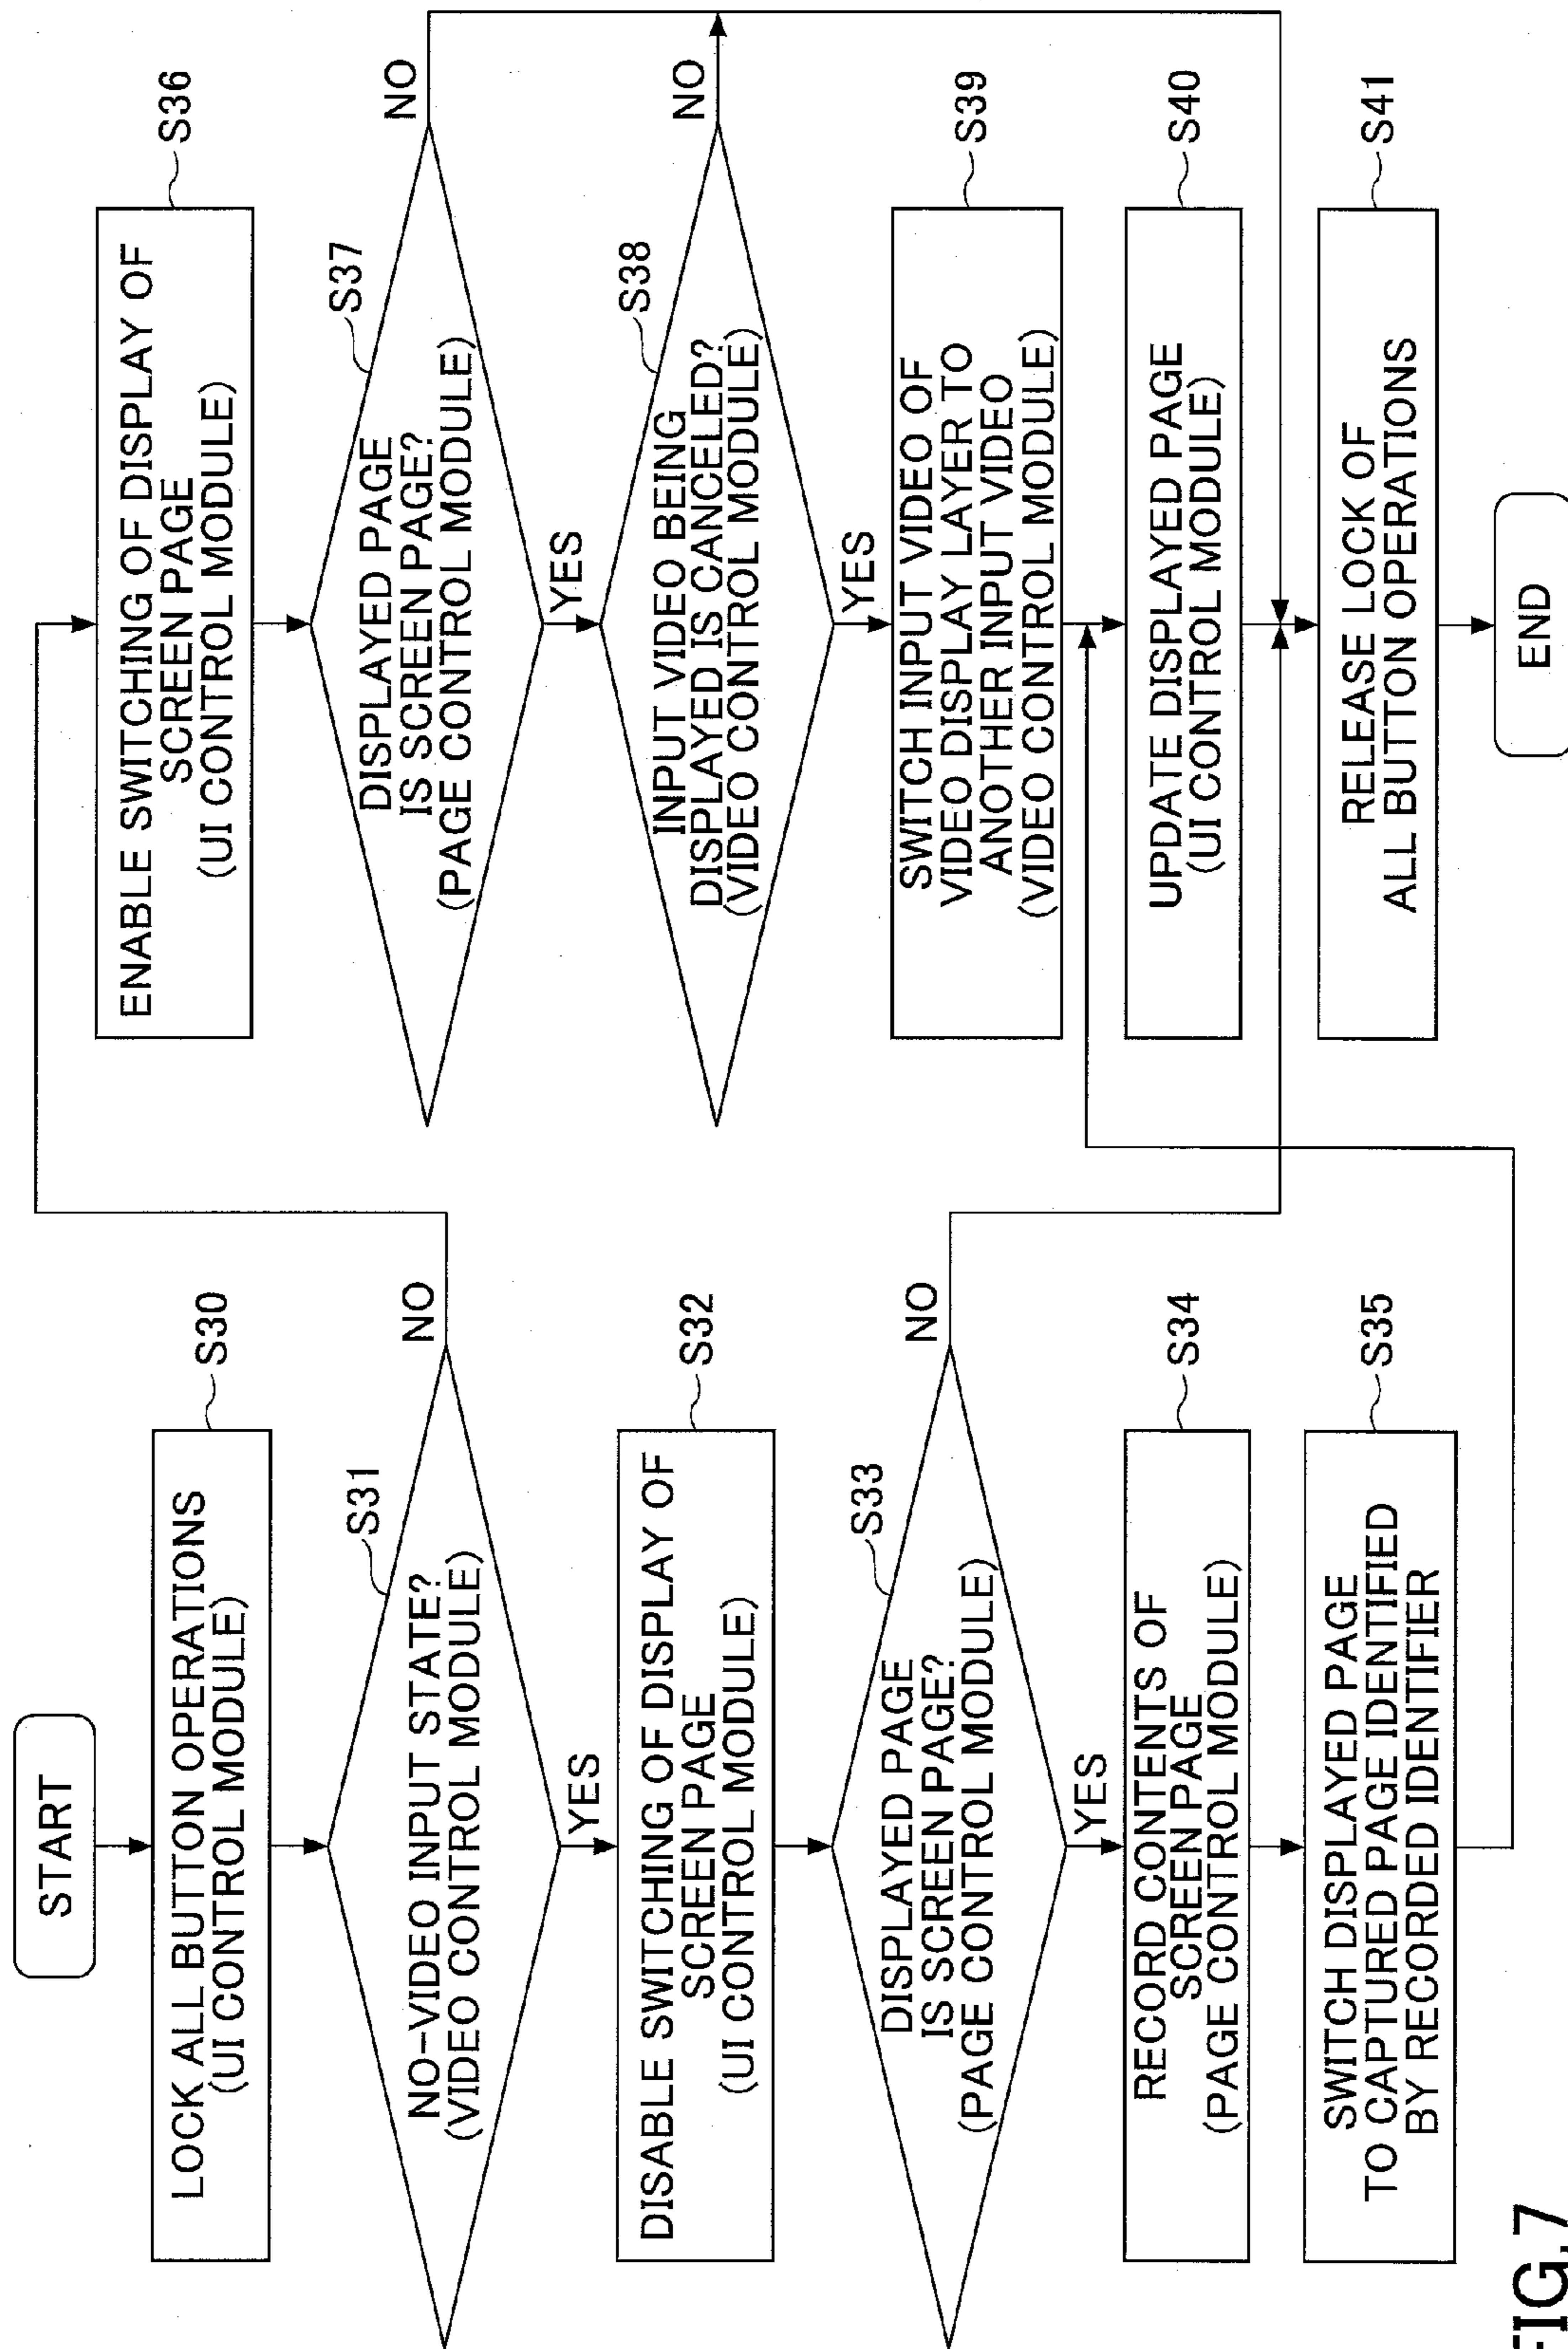 START
LOCK ALL BUTTON OPERATIONS
(UI CONTROL MODULE)
S30
NO-VIDEO INPUT STATE?
(VIDEO CONTROL MODULE)
S31
NO
YES
DISABLE SWITCHING OF DISPLAY OF
SCREEN PAGE
(UI CONTROL MODULE)
S32
DISPLAYED PAGE
IS SCREEN PAGE?
(PAGE CONTROL MODULE)
S33
NO
YES
RECORD CONTENTS OF
SCREEN PAGE
(PAGE CONTROL MODULE)
S34
SWITCH DISPLAYED PAGE
TO CAPTURED PAGE IDENTIFIED
BY RECORDED IDENTIFIER
S35
ENABLE SWITCHING OF DISPLAY OF
SCREEN PAGE
(UI CONTROL MODULE)
S36
DISPLAYED PAGE
IS SCREEN PAGE?
(PAGE CONTROL MODULE)
S37
NO
YES
INPUT VIDEO BEING
DISPLAYED IS CANCELED?
(VIDEO CONTROL MODULE)
S38
NO
YES
SWITCH INPUT VIDEO OF
VIDEO DISPLAY LAYER TO
ANOTHER INPUT VIDEO
(VIDEO CONTROL MODULE)
S39
UPDATE DISPLAYED PAGE
(UI CONTROL MODULE)
S40
RELEASE LOCK OF
ALL BUTTON OPERATIONS
S41
END
FIG.7